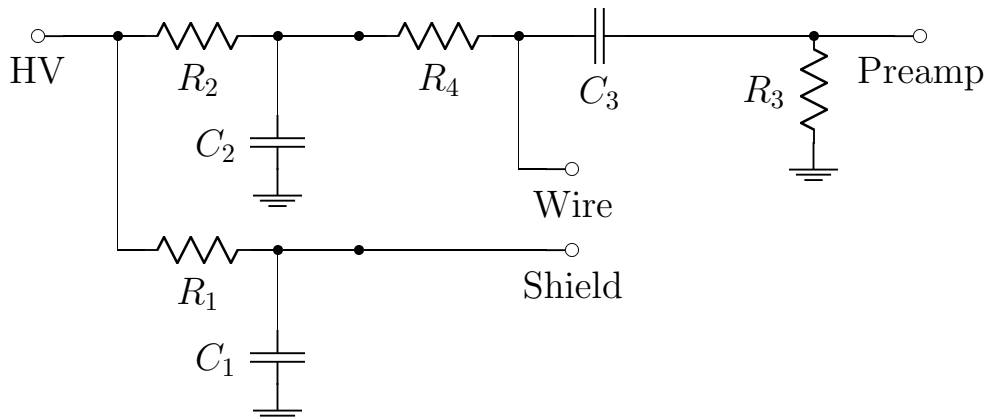 HV
R₂
R₄
C₃
R₃
Preamp
C₂
Wire
R₁
Shield
C₁